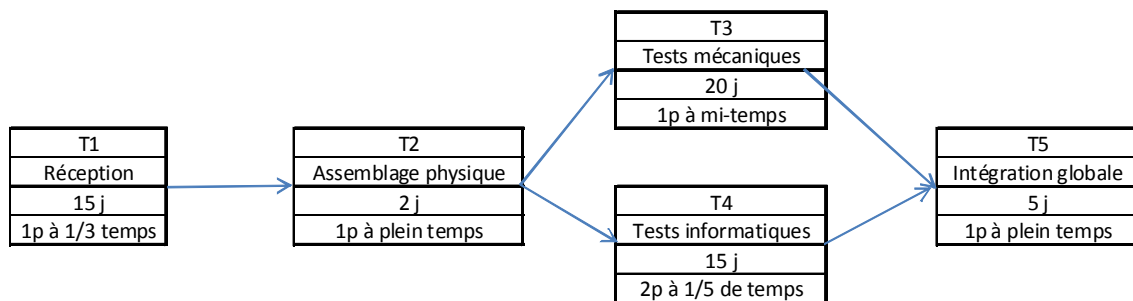 T1
Réception
15 j
1p à 1/3 temps
T2
Assemblage physique
2 j
1p à plein temps
T3
Tests mécaniques
20 j
1p à mi-temps
T4
Tests informatiques
15 j
2p à 1/5 de temps
T5
Intégration globale
5 j
1p à plein temps